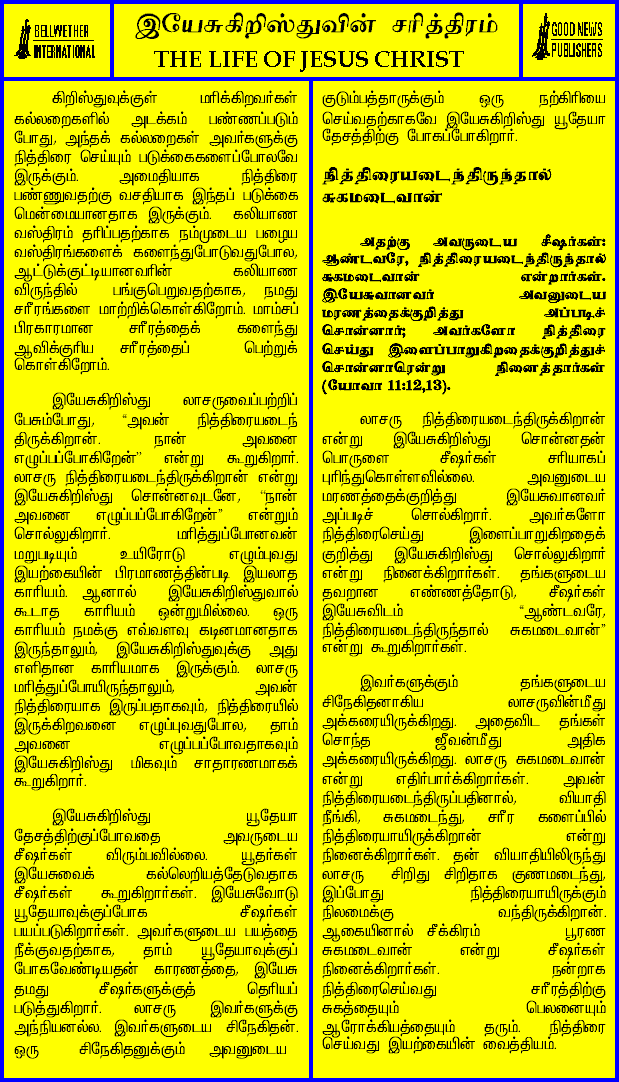 BELLWETHER
INTERNATIONAL
இயேசுகிறிஸ்துவின் சரித்திரம்
THE LIFE OF JESUS CHRIST
GOOD NEWS
PUBLISHERS
கிறிஸ்துவுக்குள் மரிக்கிறவர்கள்
கல்லறைகளில் அடக்கம் பண்ணப்படும்
போது, அந்தக் கல்லறைகள் அவர்களுக்கு
நித்திரை செய்யும் படுக்கைகளைப்போலவே
இருக்கும். அமைதியாக நித்திரை
பண்ணுவதற்கு வசதியாக இந்தப் படுக்கை
மென்மையானதாக இருக்கும். கலியாண
வஸ்திரம் தரிப்பதற்காக நம்முடைய பழைய
வஸ்திரங்களைக் களைந்துபோடுவதுபோல,
ஆட்டுக்குட்டியானவரின் கலியாண
விருந்தில் பங்குபெறுவதற்காக, நமது
சரீரங்களை மாற்றிக்கொள்கிறோம். மாம்சப்
பிரகாரமான சரீரத்தைக் களைந்து
ஆவிக்குரிய சரீரத்தைப் பெற்றுக்
கொள்கிறோம்.
இயேசுகிறிஸ்து லாசருவைப்பற்றிப்
பேசும்போது, “அவன் நித்திரையடைந்
திருக்கிறான். நான் அவனை
எழுப்பப்போகிறேன்” என்று கூறுகிறார்.
லாசரு நித்திரையடைந்திருக்கிறான் என்று
இயேசுகிறிஸ்து சொன்னவுடனே, “நான்
அவனை எழுப்பப்போகிறேன்” என்றும்
சொல்லுகிறார். மரித்துப்போனவன்
மறுபடியும் உயிரோடு எழும்புவது
இயற்கையின் பிரமாணத்தின்படி இயலாத
காரியம். ஆனால் இயேசுகிறிஸ்துவால்
கூடாத காரியம் ஒன்றுமில்லை. ஒரு
காரியம் நமக்கு எவ்வளவு கடினமானதாக
இருந்தாலும், இயேசுகிறிஸ்துவுக்கு அது
எளிதான காரியமாக இருக்கும். லாசரு
மரித்துப்போயிருந்தாலும், அவன்
நித்திரையாக இருப்பதாகவும், நித்திரையில்
இருக்கிறவனை எழுப்புவதுபோல, தாம்
அவனை எழுப்பப்போவதாகவும்
இயேசுகிறிஸ்து மிகவும் சாதாரணமாகக்
கூறுகிறார்.
இயேசுகிறிஸ்து யூதேயா
தேசத்திற்குப்போவதை அவருடைய
சீஷர்கள் விரும்பவில்லை. யூதர்கள்
இயேசுவைக் கல்லெறியத்தேடுவதாக
சீஷர்கள் கூறுகிறார்கள். இயேசுவோடு
யூதேயாவுக்குப்போக சீஷர்கள்
பயப்படுகிறார்கள். அவர்களுடைய பயத்தை
நீக்குவதற்காக, தாம் யூதேயாவுக்குப்
போகவேண்டியதன் காரணத்தை, இயேசு
தமது சீஷர்களுக்குத் தெரியப்
படுத்துகிறார். லாசரு இவர்களுக்கு
அந்நியனல்ல. இவர்களுடைய சிநேகிதன்.
ஒரு சிநேகிதனுக்கும் அவனுடைய
குடும்பத்தாருக்கும் ஒரு நற்கிரியை
செய்வதற்காகவே இயேசுகிறிஸ்து யூதேயா
தேசத்திற்கு போகப்போகிறார்.
நித்திரையடைந்திருந்தால்
சுகமடைவான்
அதற்கு அவருடைய சீஷர்கள்:
ஆண்டவரே, நித்திரையடைந்திருந்தால்
சுகமடைவான் என்றார்கள்.
இயேசுவானவர் அவனுடைய
மரணத்தைக்குறித்து அப்படிச்
சொன்னார்; அவர்களோ நித்திரை
செய்து இளைப்பாறுகிறதைக்குறித்துச்
சொன்னாரென்று நினைத்தார்கள்
(யோவா 11:12,13).
லாசரு நித்திரையடைந்திருக்கிறான்
என்று இயேசுகிறிஸ்து சொன்னதன்
பொருளை சீஷர்கள் சரியாகப்
புரிந்துகொள்ளவில்லை. அவனுடைய
மரணத்தைக்குறித்து இயேசுவானவர்
அப்படிச் சொல்கிறார். அவர்களோ
நித்திரைசெய்து இளைப்பாறுகிறதைக்
குறித்து இயேசுகிறிஸ்து சொல்லுகிறார்
என்று நினைக்கிறார்கள். தங்களுடைய
தவறான எண்ணத்தோடு, சீஷர்கள்
இயேசுவிடம் “ஆண்டவரே,
நித்திரையடைந்திருந்தால் சுகமடைவான்”
என்று கூறுகிறார்கள்.
இவர்களுக்கும் தங்களுடைய
சிநேகிதனாகிய லாசருவின்மீது
அக்கரையிருக்கிறது. அதைவிட தங்கள்
சொந்த ஜீவன்மீது அதிக
அக்கரையிருக்கிறது. லாசரு சுகமடைவான்
என்று எதிர்பார்க்கிறார்கள். அவன்
நித்திரையடைந்திருப்பதினால், வியாதி
நீங்கி, சுகமடைந்து, சரீர களைப்பில்
நித்திரையாயிருக்கிறான் என்று
நினைக்கிறார்கள். தன் வியாதியிலிருந்து
லாசரு சிறிது சிறிதாக குணமடைந்து,
இப்போது நித்திரையாயிருக்கும்
நிலமைக்கு வந்திருக்கிறான்.
ஆகையினால் சீக்கிரம் பூரண
சுகமடைவான் என்று சீஷர்கள்
நினைக்கிறார்கள். நன்றாக
நித்திரைசெய்வது சரீரத்திற்கு
சுகத்தையும் பெலனையும்
ஆரோக்கியத்தையும் தரும். நித்திரை
செய்வது இயற்கையின் வைத்தியம்.